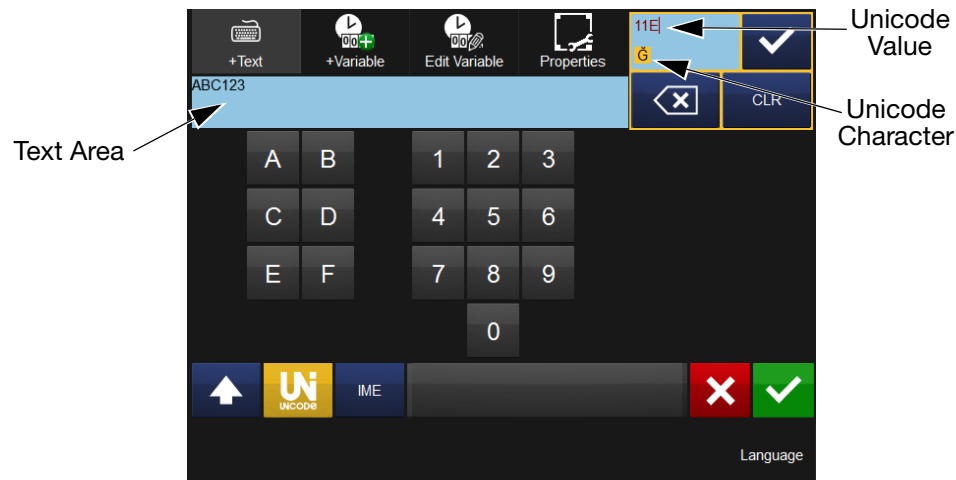 Unicode
Value
11E
Ğ
+Text
+Variable
Edit Variable
Properties
ABC123
CLR
Unicode
Character
Text Area
A B 1 2 3
C D 4 5 6
E F 7 8 9
0
UNi
UNICODE
IME
Language